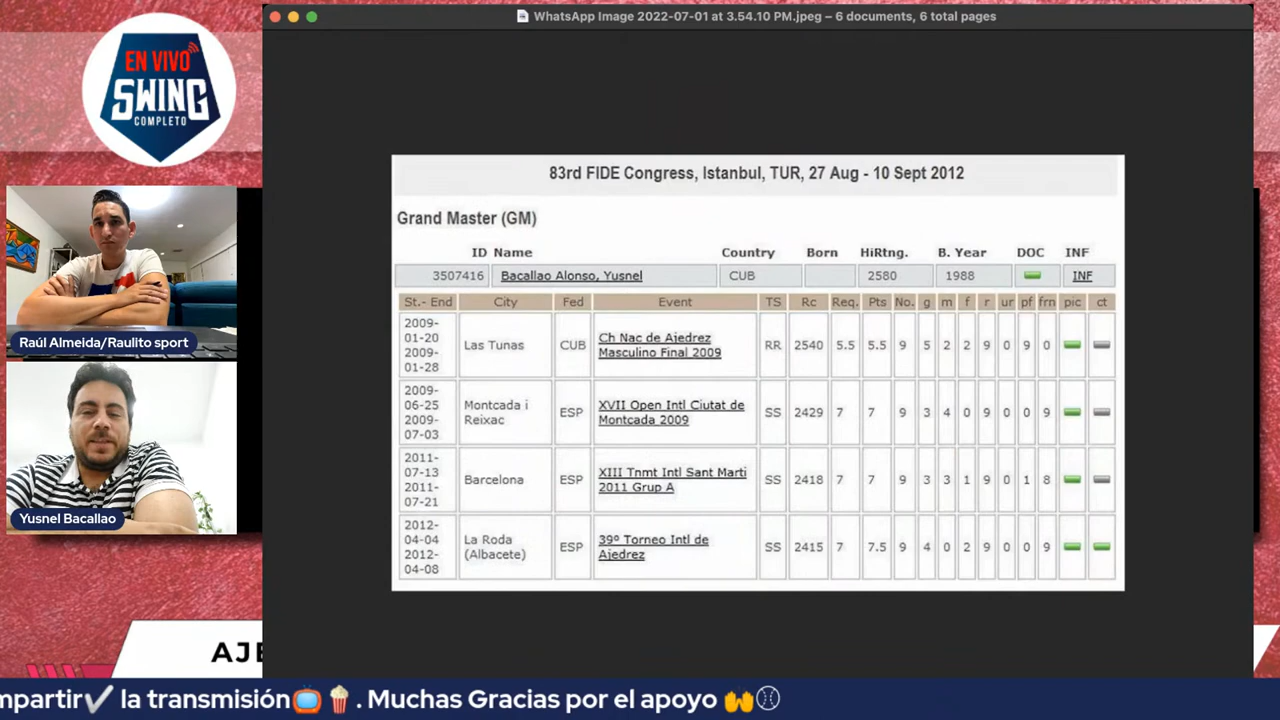 WhatsApp Image 2022-07-01 at 3.54.10 PM.jpeg – 6 documents, 6 total pages
EN VIVO
SWING
COMPLETO
83rd FIDE Congress, Istanbul, TUR, 27 Aug - 10 Sept 2012
Grand Master (GM)
ID Name Country Born HiRtng. B. Year DOC INF
3507416 Bacallao Alonso, Yusnel CUB 2580 1988 INF
St.- End City Fed Event TS Rc Req. Pts No. g m f r ur pf frn pic ct
2009-
01-20
2009-
01-28
Las Tunas CUB
Ch Nac de Ajedrez
Masculino Final 2009
RR 2540 5.5 5.5 9 5 2 2 9 0 9 0
2009-
06-25
2009-
07-03
Montcada i
Reixac
ESP
XVII Open Intl Ciutat de
Montcada 2009
SS 2429 7 7 9 3 4 0 9 0 0 9
2011-
07-13
2011-
07-21
Barcelona ESP
XIII Tnmt Intl Sant Marti
2011 Grup A
SS 2418 7 7 9 3 3 1 9 0 1 8
2012-
04-04
2012-
04-08
La Roda
(Albacete)
ESP
39º Torneo Intl de
Ajedrez
SS 2415 7 7.5 9 4 0 2 9 0 0 9
Raúl Almeida/Raulito sport
Yusnel Bacallao
AJE
mpartir✔ la transmisión📺🍿. Muchas Gracias por el apoyo 🙌⚾